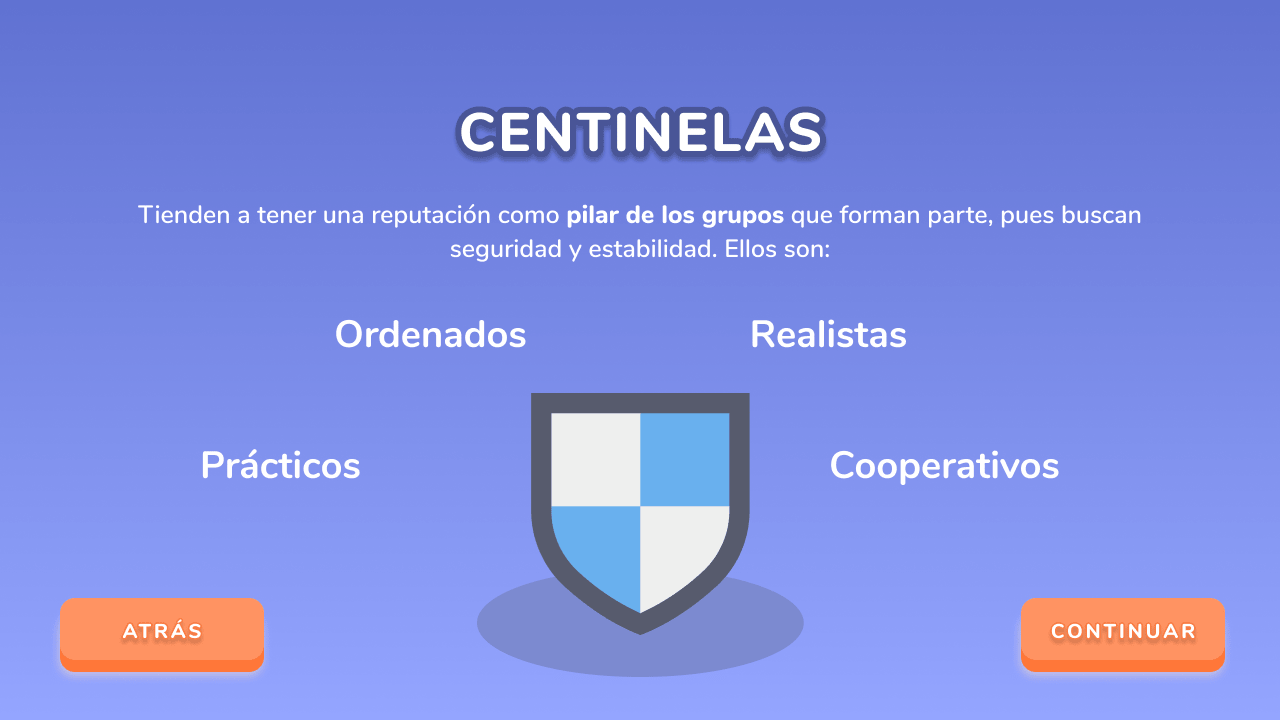 CENTINELAS
Tienden a tener una reputación como pilar de los grupos que forman parte, pues buscan
seguridad y estabilidad. Ellos son:
Ordenados
Realistas
Prácticos
Cooperativos
ATRÁS
CONTINUAR